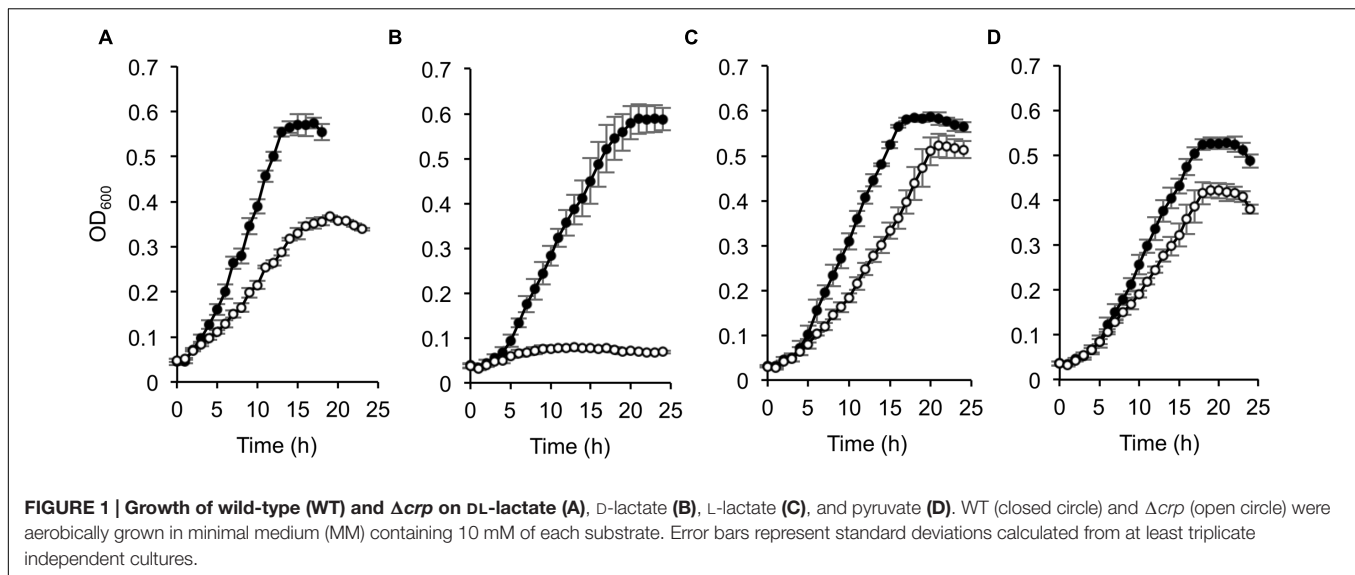 A
B
C
D
OD600
0.7
0.6
0.5
0.4
0.3
0.2
0.1
0
0 5 10 15 20 25
Time (h)
0.7
0.6
0.5
0.4
0.3
0.2
0.1
0
0 5 10 15 20 25
Time (h)
0.7
0.6
0.5
0.4
0.3
0.2
0.1
0
0 5 10 15 20 25
Time (h)
0.7
0.6
0.5
0.4
0.3
0.2
0.1
0
0 5 10 15 20 25
Time (h)
FIGURE 1 | Growth of wild-type (WT) and Δcrp on DL-lactate (A), D-lactate (B), L-lactate (C), and pyruvate (D). WT (closed circle) and Δcrp (open circle) were
aerobically grown in minimal medium (MM) containing 10 mM of each substrate. Error bars represent standard deviations calculated from at least triplicate
independent cultures.